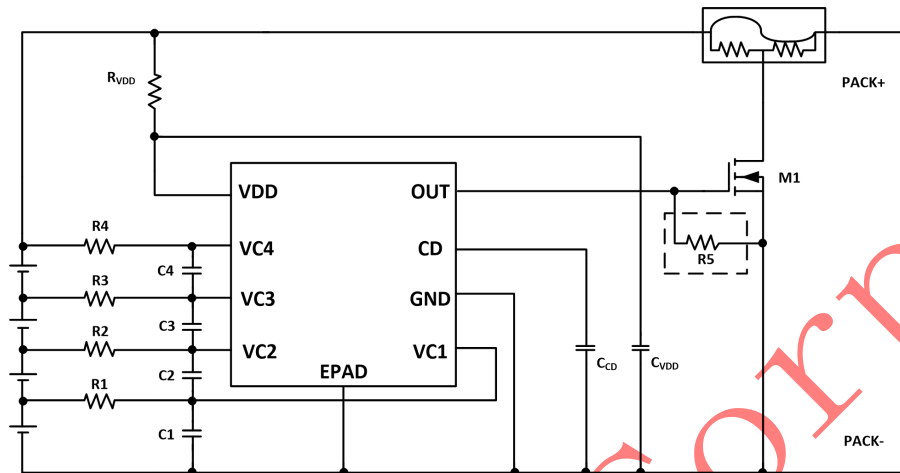 RVDD
PACK+
VDD
OUT
M1
R4
VC4
CD
R5
C4
R3
VC3
GND
C3
R2
VC2
VC1
C2
EPAD
CCD
CVDD
R1
C1
PACK-